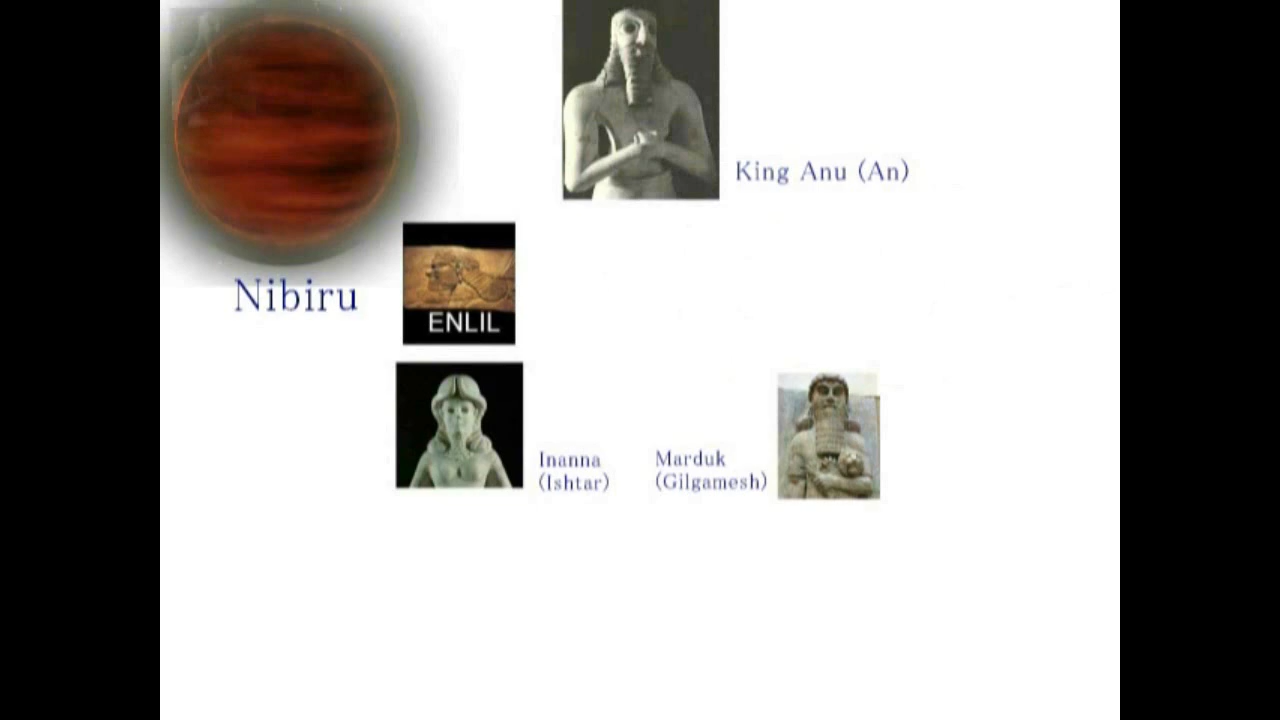 King Anu (An)
Nibiru
ENLIL
Inanna
(Ishtar)
Marduk
(Gilgamesh)